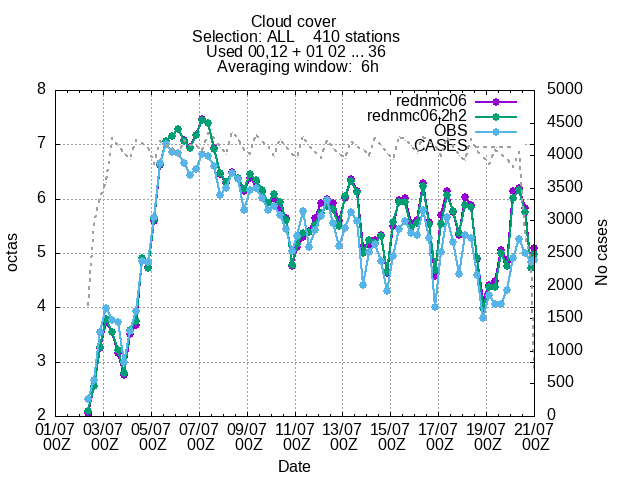 Cloud cover
Selection: ALL 410 stations
Used 00,12 + 01 02 ... 36
Averaging window: 6h
8
7
6
5
4
3
2
octas
5000
4500
4000
3500
3000
2500
2000
1500
1000
500
0
No cases
rednmc06
rednmc06,2h2
OBS
CASES
01/07 03/07 05/07 07/07 09/07 11/07 13/07 15/07 17/07 19/07 21/07
00Z 00Z 00Z 00Z 00Z 00Z 00Z 00Z 00Z 00Z 00Z
Date